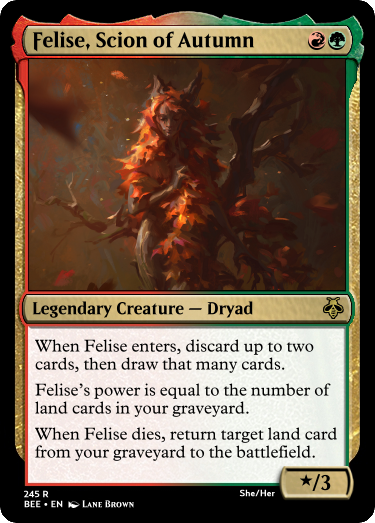 Felise, Scion of Autumn
Legendary Creature — Dryad
When Felise enters, discard up to two
cards, then draw that many cards.
Felise's power is equal to the number of
land cards in your graveyard.
When Felise dies, return target land card
from your graveyard to the battlefield.
★/3
245 R
She/Her
BEE • EN Lane Brown